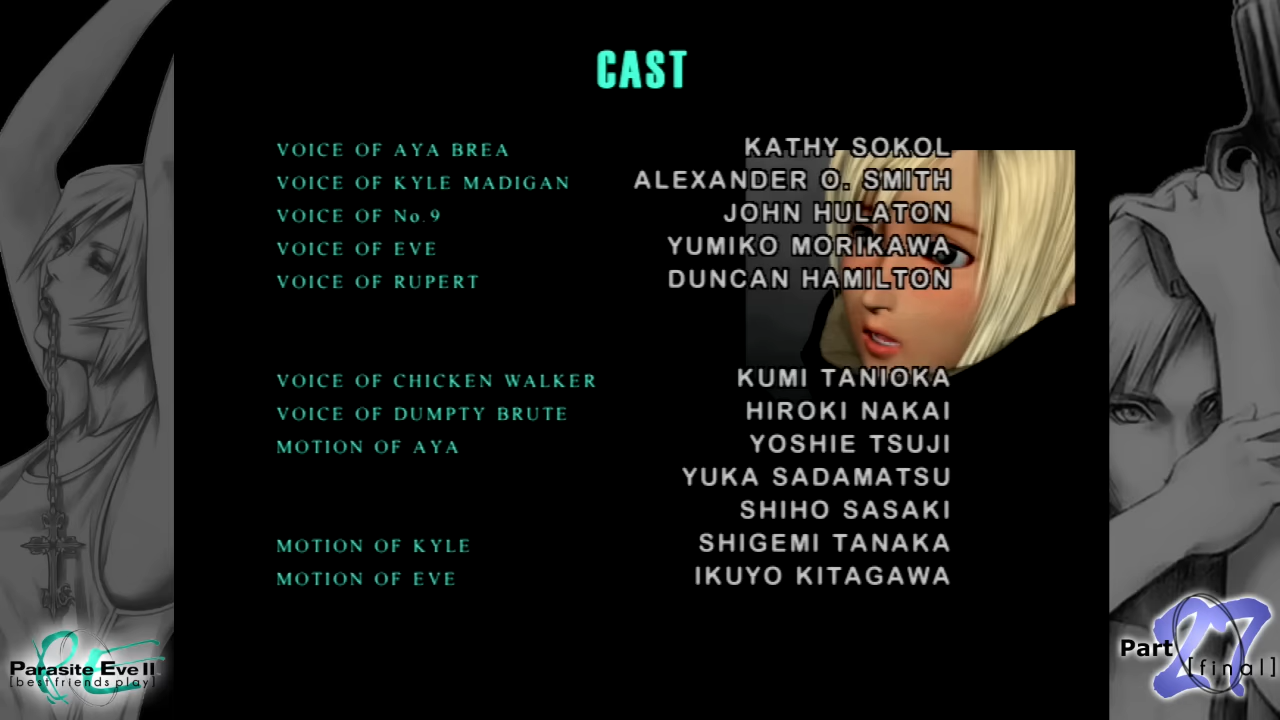 CAST
VOICE OF AYA BREA KATHY SOKOL
VOICE OF KYLE MADIGAN ALEXANDER O. SMITH
VOICE OF No.9 JOHN HULATON
VOICE OF EVE YUMIKO MORIKAWA
VOICE OF RUPERT DUNCAN HAMILTON
VOICE OF CHICKEN WALKER KUMI TANIOKA
VOICE OF DUMPTY BRUTE HIROKI NAKAI
MOTION OF AYA YOSHIE TSUJI
YUKA SADAMATSU
SHIHO SASAKI
MOTION OF KYLE SHIGEMI TANAKA
MOTION OF EVE IKUYO KITAGAWA
PE
Parasite Eve II
[best friends play]
Part 27
[final]